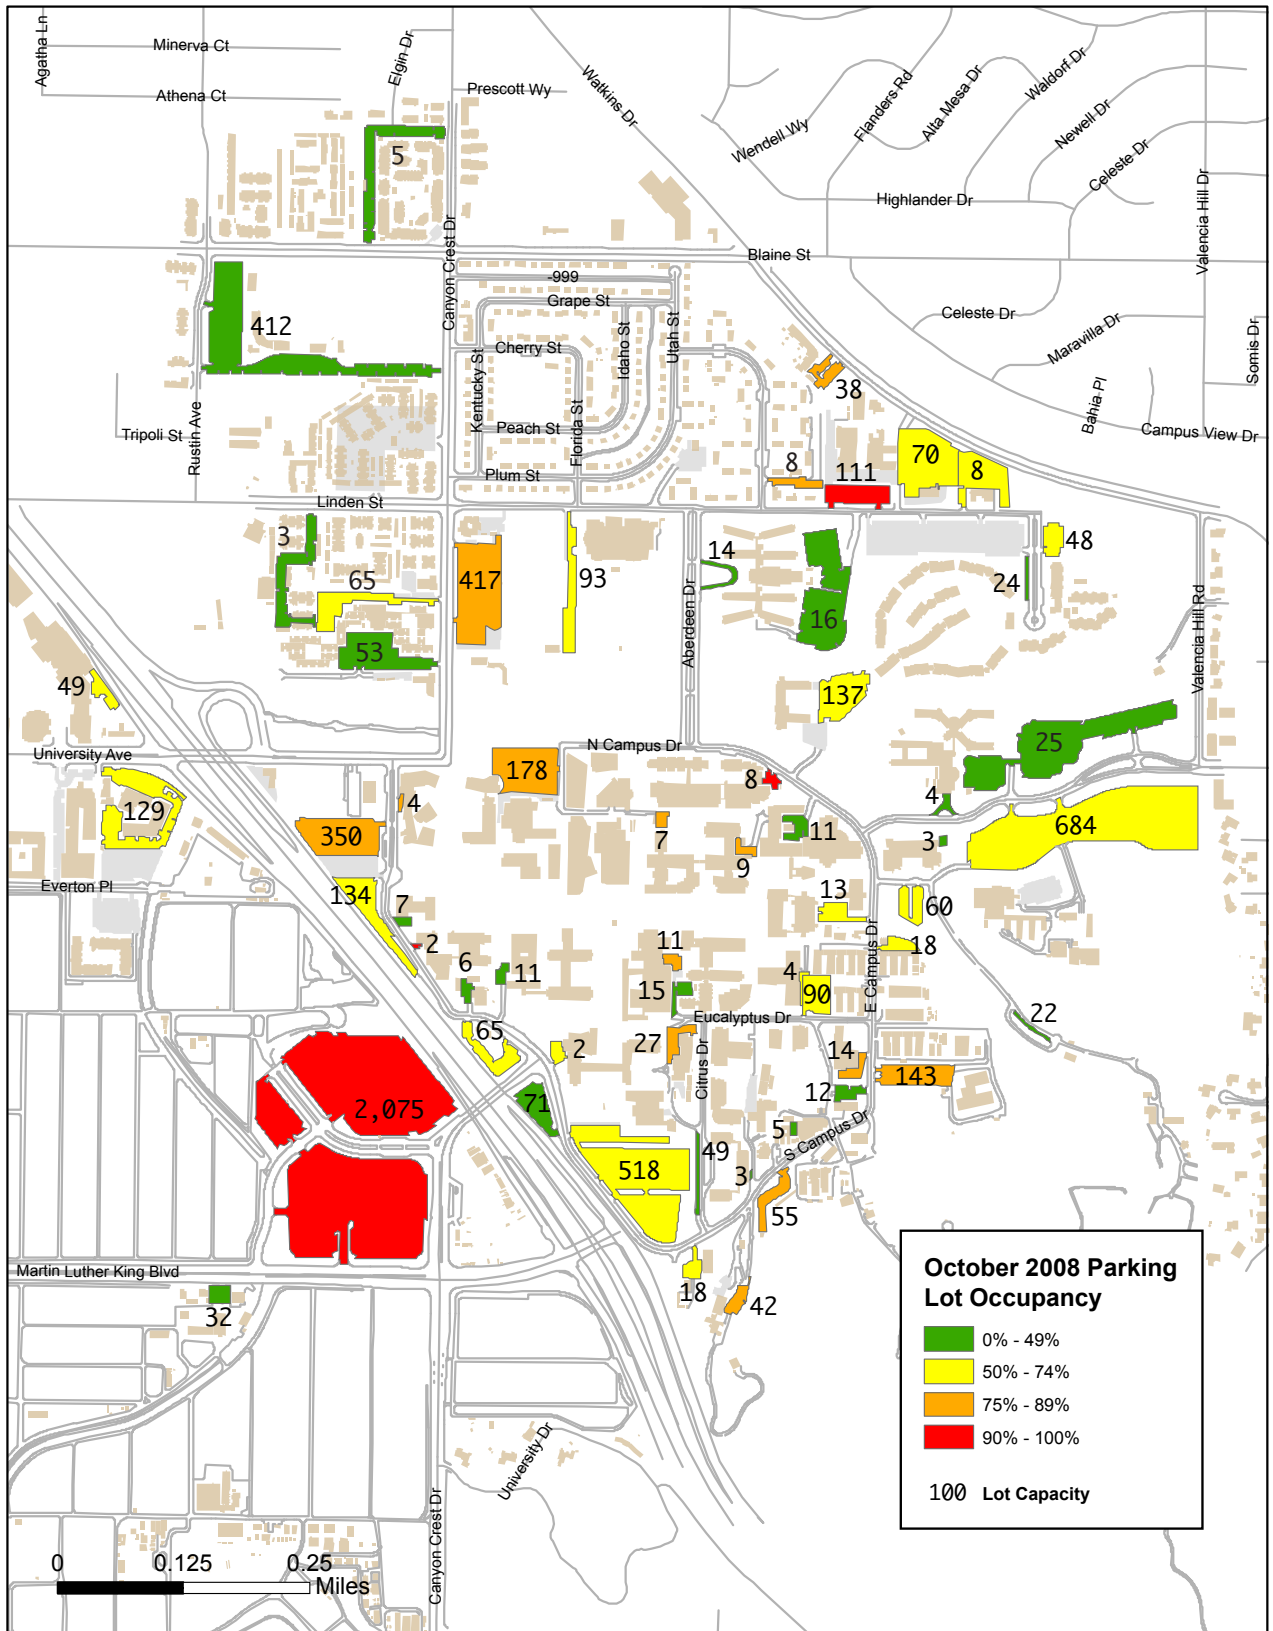 Agatha Ln
Minerva Ct
Athena Ct
Elgin Dr
Prescott Wy
Watkins Dr
Wendell Wy
Flanders Rd
Alta Mesa Dr
Waldorf Dr
Newell Dr
Celeste Dr
Highlander Dr
Valencia Hill Dr
5
Canyon Crest Dr
Blaine St
-999
Grape St
Celeste Dr
Maravilla Dr
Somis Dr
412
Cherry St
Idaho St
Utah St
Kentucky St
38
Bahia Pl
Rustin Ave
Tripoli St
Peach St
Florida St
Campus View Dr
Plum St
8
111
70
8
Linden St
3
65
417
93
14
16
24
48
53
Aberdeen Dr
Valencia Hill Rd
49
137
University Ave
N Campus Dr
25
178
8
4
129
4
350
7
9
11
3
684
Everton Pl
134
7
13
60
2
11
18
6
11
15
4
90
E Campus Dr
Eucalyptus Dr
22
65
2
27
Citrus Dr
14
143
12
2,075
71
5
S Campus Dr
518
49
3
55
Martin Luther King Blvd
18
42
32
October 2008 Parking
Lot Occupancy
0% - 49%
50% - 74%
75% - 89%
90% - 100%
100 Lot Capacity
University Dr
Canyon Crest Dr
0 0.125 0.25
Miles